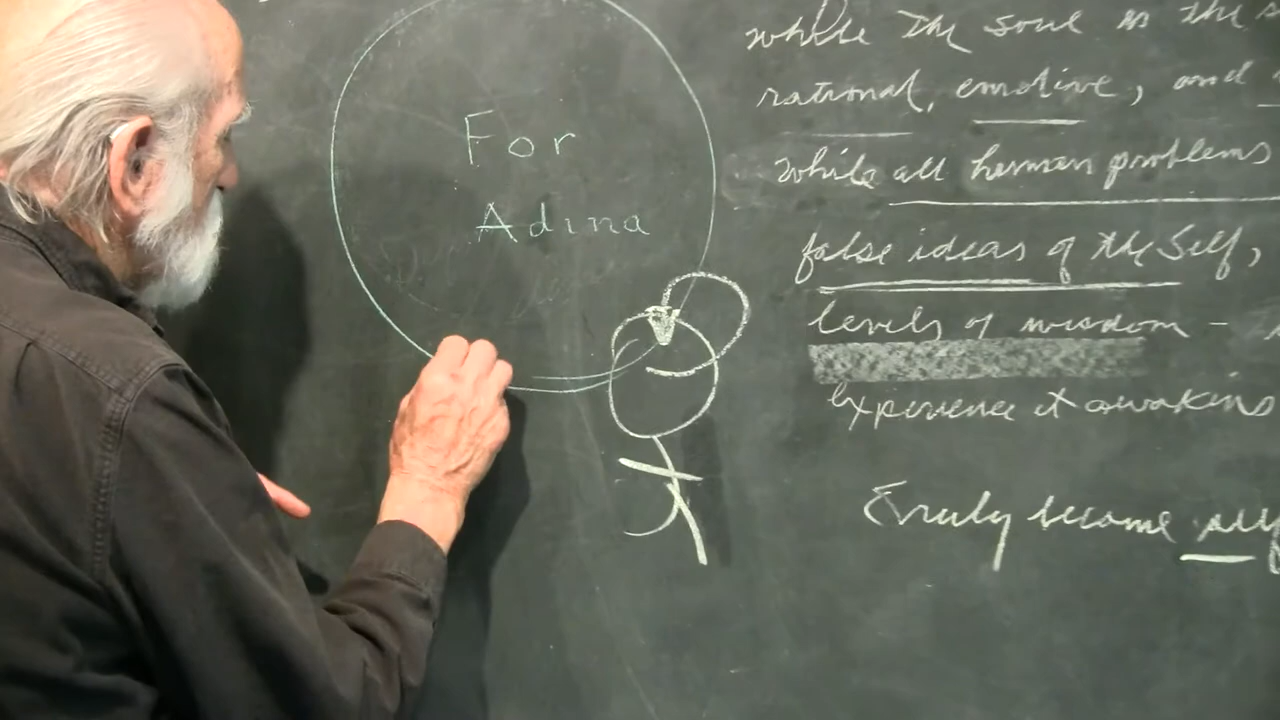 For
Adina
while the soul is the
rational, emotive, and
while all human problems
false ideas of the Self,
levels of wisdom -
experience it awakens
Truly become